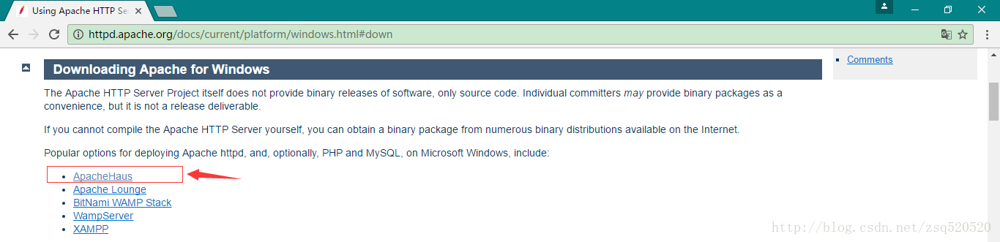 Using Apache HTTP Se
httpd.apache.org/docs/current/platform/windows.html#down
Comments
Downloading Apache for Windows
The Apache HTTP Server Project itself does not provide binary releases of software, only source code. Individual committers may provide binary packages as a
convenience, but it is not a release deliverable.
If you cannot compile the Apache HTTP Server yourself, you can obtain a binary package from numerous binary distributions available on the Internet.
Popular options for deploying Apache httpd, and, optionally, PHP and MySQL, on Microsoft Windows, include:
ApacheHaus
Apache Lounge
BitNami WAMP Stack
WampServer
XAMPP
http://blog.csdn.net/zsq520520